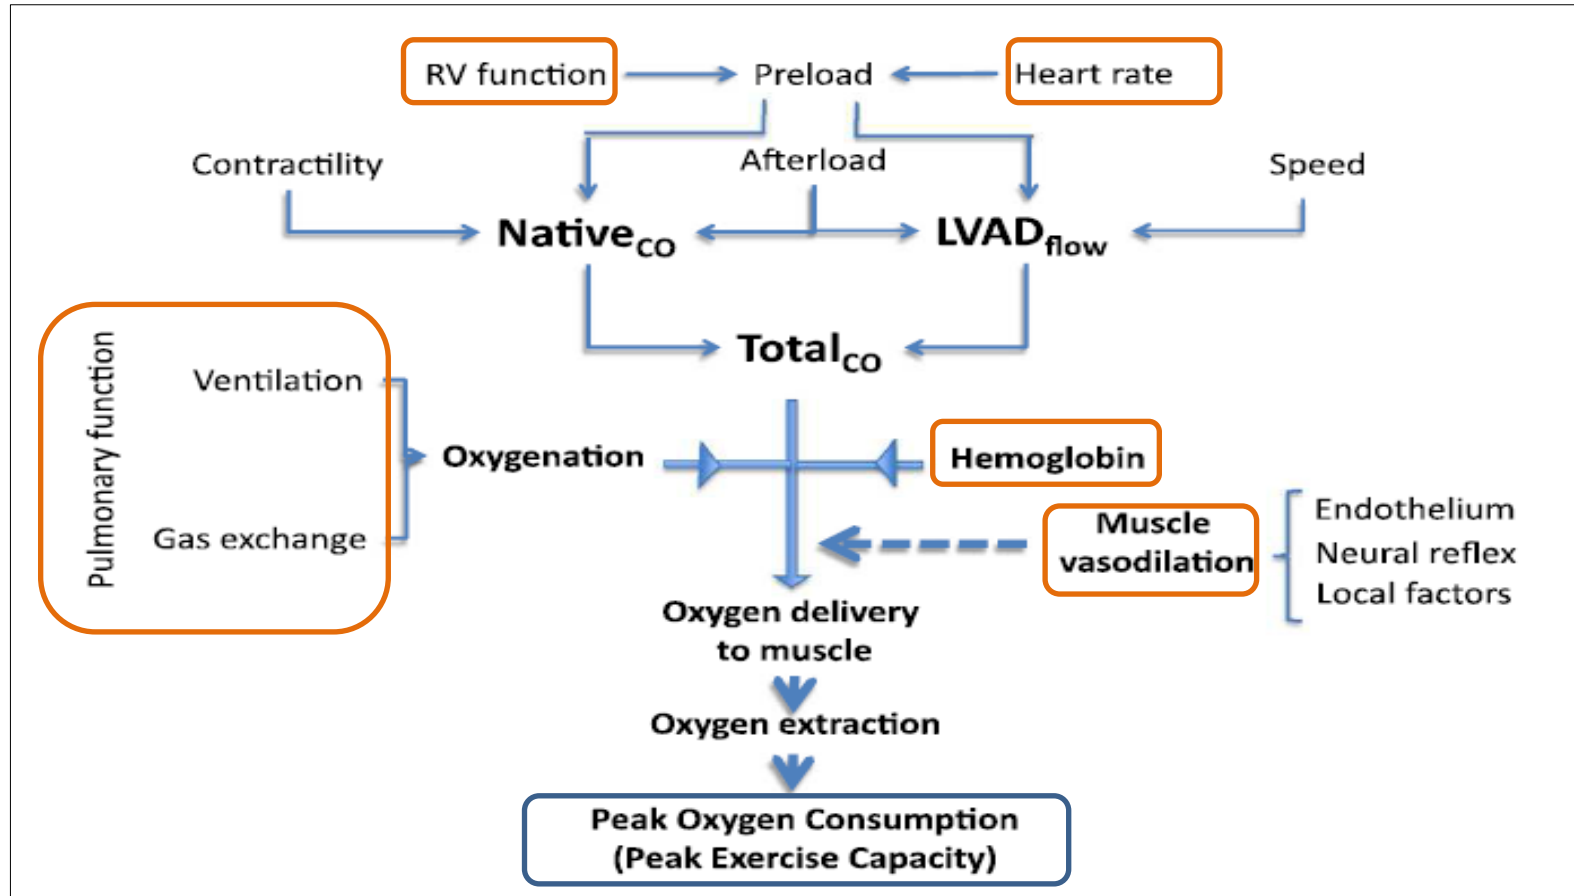 RV function
Preload
Heart rate
Contractility
Afterload
Speed
NativeCO
LVADflow
TotalCO
Pulmonary function
Ventilation
Gas exchange
Oxygenation
Hemoglobin
Muscle
vasodilation
Endothelium
Neural reflex
Local factors
Oxygen delivery
to muscle
Oxygen extraction
Peak Oxygen Consumption
(Peak Exercise Capacity)